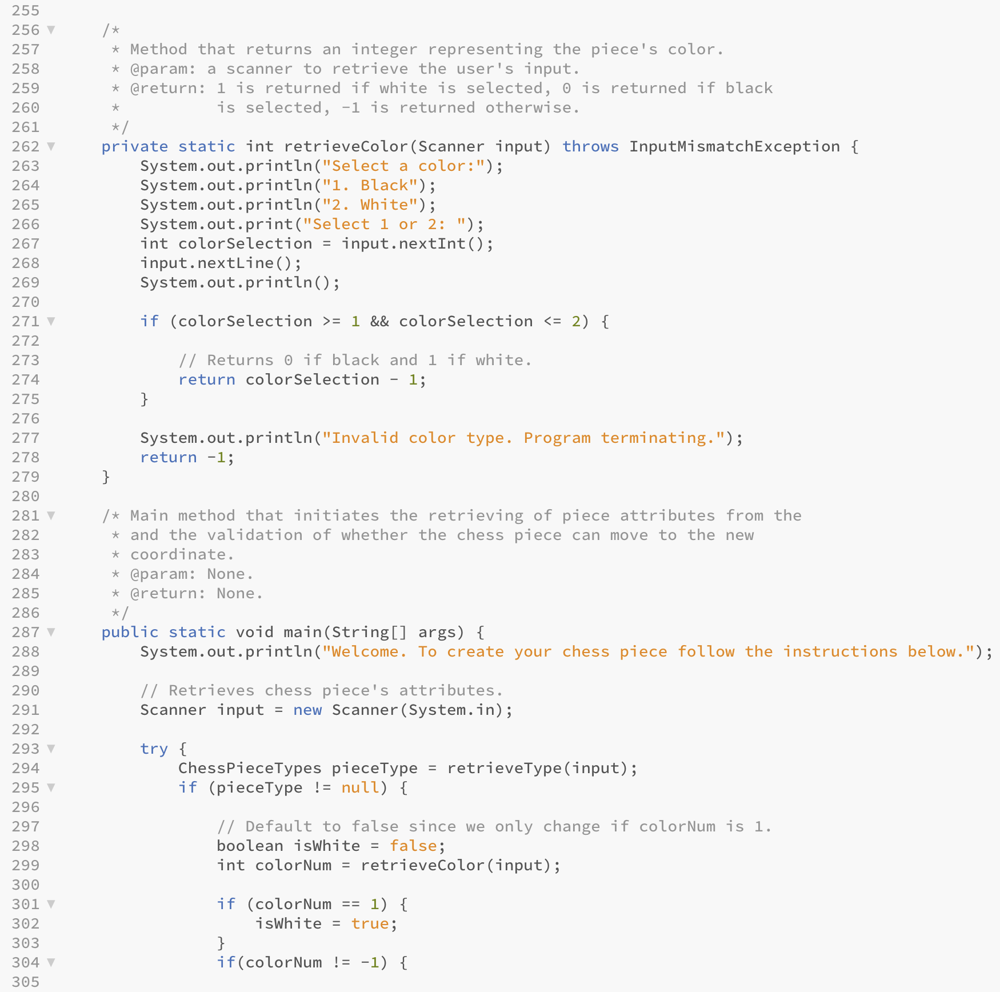 255
256 ▼ /*
257 * Method that returns an integer representing the piece's color.
258 * @param: a scanner to retrieve the user's input.
259 * @return: 1 is returned if white is selected, 0 is returned if black
260 * is selected, -1 is returned otherwise.
261 */
262 ▼ private static int retrieveColor(Scanner input) throws InputMismatchException {
263 System.out.println("Select a color:");
264 System.out.println("1. Black");
265 System.out.println("2. White");
266 System.out.print("Select 1 or 2: ");
267 int colorSelection = input.nextInt();
268 input.nextLine();
269 System.out.println();
270
271 ▼ if (colorSelection >= 1 && colorSelection <= 2) {
272
273 // Returns 0 if black and 1 if white.
274 return colorSelection - 1;
275 }
276
277 System.out.println("Invalid color type. Program terminating.");
278 return -1;
279 }
280
281 ▼ /* Main method that initiates the retrieving of piece attributes from the
282 * and the validation of whether the chess piece can move to the new
283 * coordinate.
284 * @param: None.
285 * @return: None.
286 */
287 ▼ public static void main(String[] args) {
288 System.out.println("Welcome. To create your chess piece follow the instructions below.");
289
290 // Retrieves chess piece's attributes.
291 Scanner input = new Scanner(System.in);
292
293 ▼ try {
294 ChessPieceTypes pieceType = retrieveType(input);
295 ▼ if (pieceType != null) {
296
297 // Default to false since we only change if colorNum is 1.
298 boolean isWhite = false;
299 int colorNum = retrieveColor(input);
300
301 ▼ if (colorNum == 1) {
302 isWhite = true;
303 }
304 ▼ if(colorNum != -1) {
305